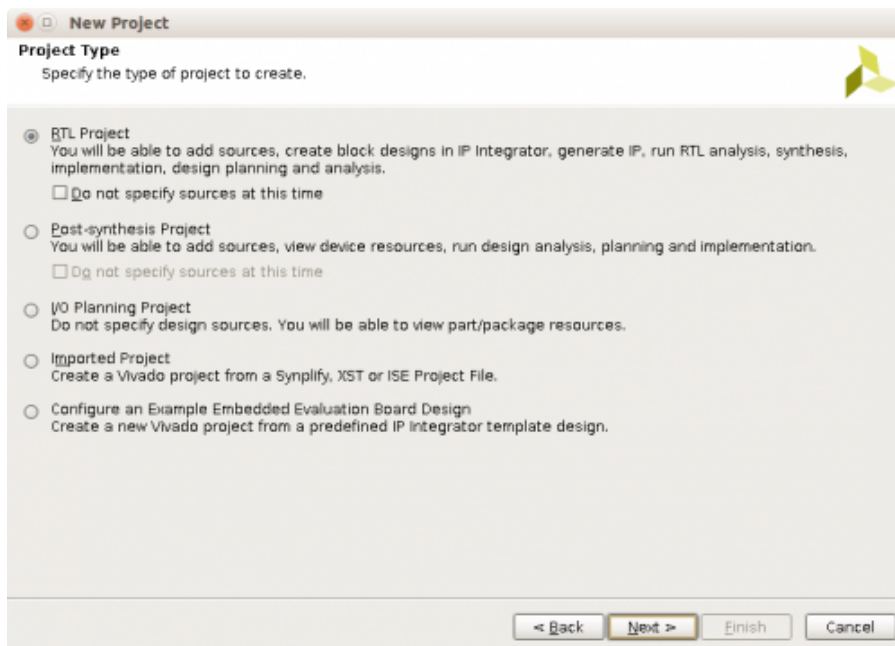 New Project
Project Type
Specify the type of project to create.
RTL Project
You will be able to add sources, create block designs in IP Integrator, generate IP, run RTL analysis, synthesis,
implementation, design planning and analysis.
Do not specify sources at this time
Post-synthesis Project
You will be able to add sources, view device resources, run design analysis, planning and implementation.
Do not specify sources at this time
I/O Planning Project
Do not specify design sources. You will be able to view part/package resources.
Imported Project
Create a Vivado project from a Synplify, XST or ISE Project File.
Configure an Example Embedded Evaluation Board Design
Create a new Vivado project from a predefined IP Integrator template design.
< Back Next > Finish Cancel